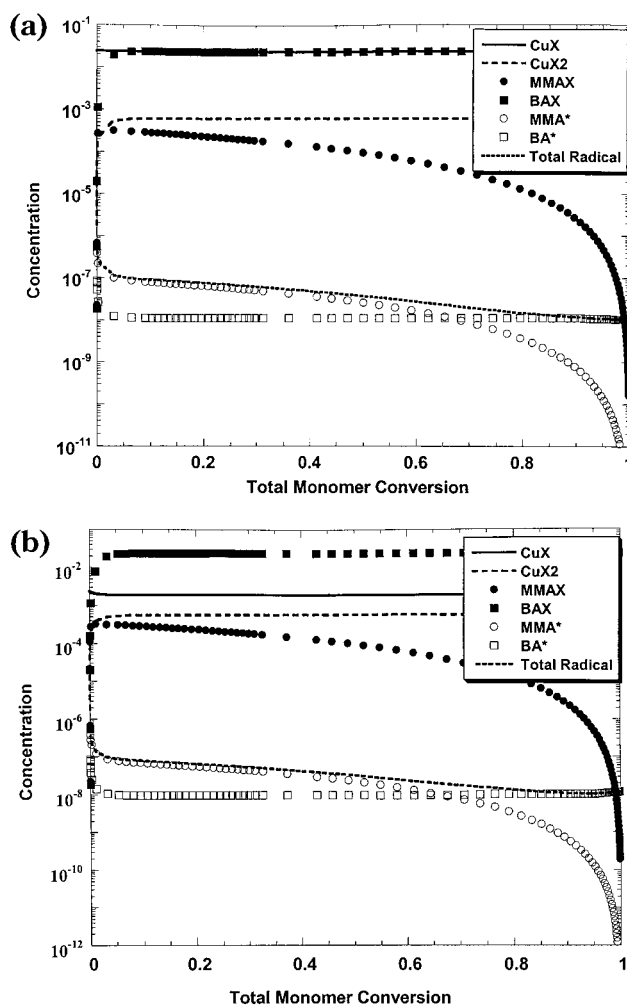 (a)
10-1
10-3
10-5
10-7
10-9
10-11
Concentration
CuX
CuX2
MMAX
BAX
MMA*
BA*
Total Radical
0 0.2 0.4 0.6 0.8 1
Total Monomer Conversion
(b)
10-2
10-4
10-6
10-8
10-10
10-12
Concentration
CuX
CuX2
MMAX
BAX
MMA*
BA*
Total Radical
0 0.2 0.4 0.6 0.8 1
Total Monomer Conversion